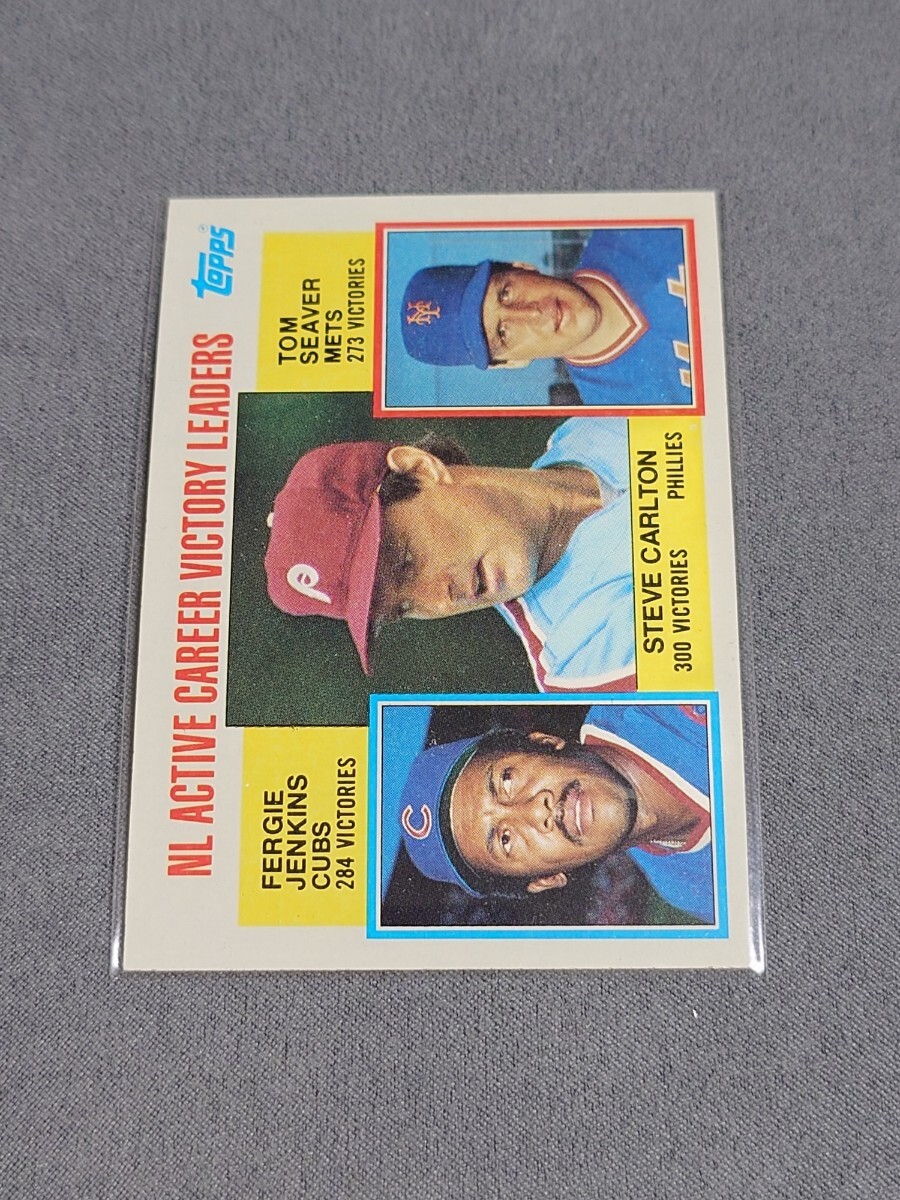 NL ACTIVE CAREER VICTORY LEADERS
TOPPS®
FERGIE
JENKINS
CUBS
284 VICTORIES
TOM
SEAVER
METS
273 VICTORIES
STEVE CARLTON
300 VICTORIES PHILLIES
P
C
NY